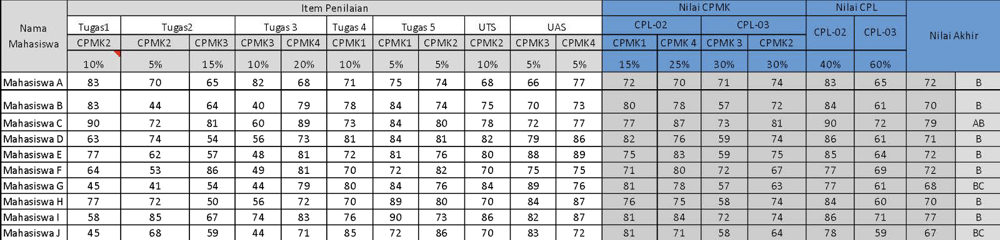 Item Penilaian Nilai CPMK Nilai CPL
Nama Mahasiswa Tugas1 Tugas2 Tugas 3 Tugas 4 Tugas 5 UTS UAS CPL-02 CPL-03 CPL-02 CPL-03 Nilai Akhir
CPMK2 CPMK2 CPMK3 CPMK3 CPMK4 CPMK1 CPMK1 CPMK2 CPMK2 CPMK3 CPMK4 CPMK1 CPMK 4 CPMK 3 CPMK2
10% 5% 15% 10% 20% 10% 5% 5% 10% 5% 5% 15% 25% 30% 30% 40% 60%
Mahasiswa A 83 70 65 82 68 71 75 74 68 66 77 72 70 71 74 83 65 72 B
Mahasiswa B 83 44 64 40 79 78 84 74 75 70 73 80 78 57 72 84 61 70 B
Mahasiswa C 90 72 81 60 89 73 84 80 78 72 77 77 87 73 81 90 72 79 AB
Mahasiswa D 63 74 54 56 73 81 84 81 82 79 86 82 76 59 74 86 61 71 B
Mahasiswa E 77 62 57 48 81 72 81 76 80 88 89 75 83 59 75 85 64 72 B
Mahasiswa F 64 53 86 49 81 70 72 82 70 75 75 71 80 72 67 77 69 72 B
Mahasiswa G 45 41 54 44 79 80 84 76 84 89 76 81 78 57 63 77 61 68 BC
Mahasiswa H 77 72 50 56 72 70 89 80 70 84 87 76 75 58 74 84 60 70 B
Mahasiswa I 58 85 67 74 83 76 90 73 86 82 87 81 84 72 74 86 71 77 B
Mahasiswa J 45 68 59 44 71 85 72 86 70 83 72 81 71 58 64 78 59 67 BC